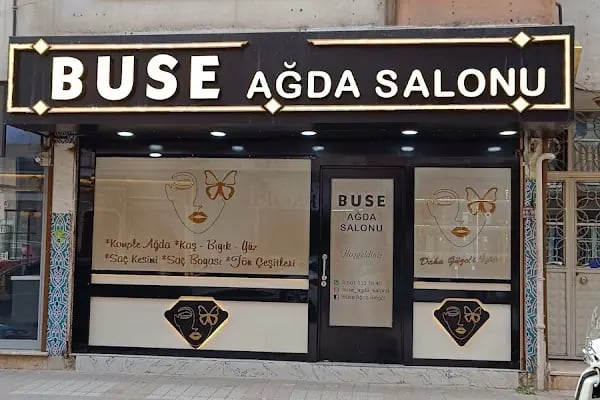 BUSE AĞDA SALONU
*Komple Ağda *Kaş - Bıyık - Yüz
*Saç Kesimi *Saç Boyası *Fön Çeşitleri
BUSE
AĞDA
SALONU
Hoşgeldiniz
Daha Güzel